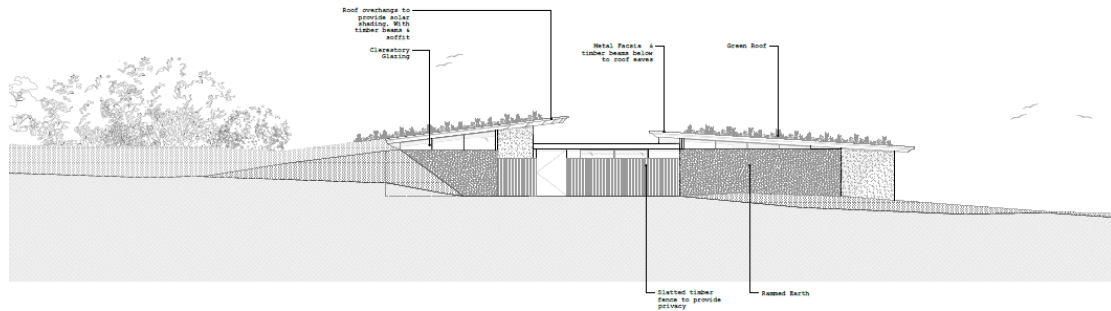 Roof overhangs to
provide solar
shading. With
timber beams &
soffit
Clerestory
Glazing
Metal Facsia &
timber beams below
to roof eaves
Green Roof
Slatted timber
fence to provide
privacy
Rammed Earth